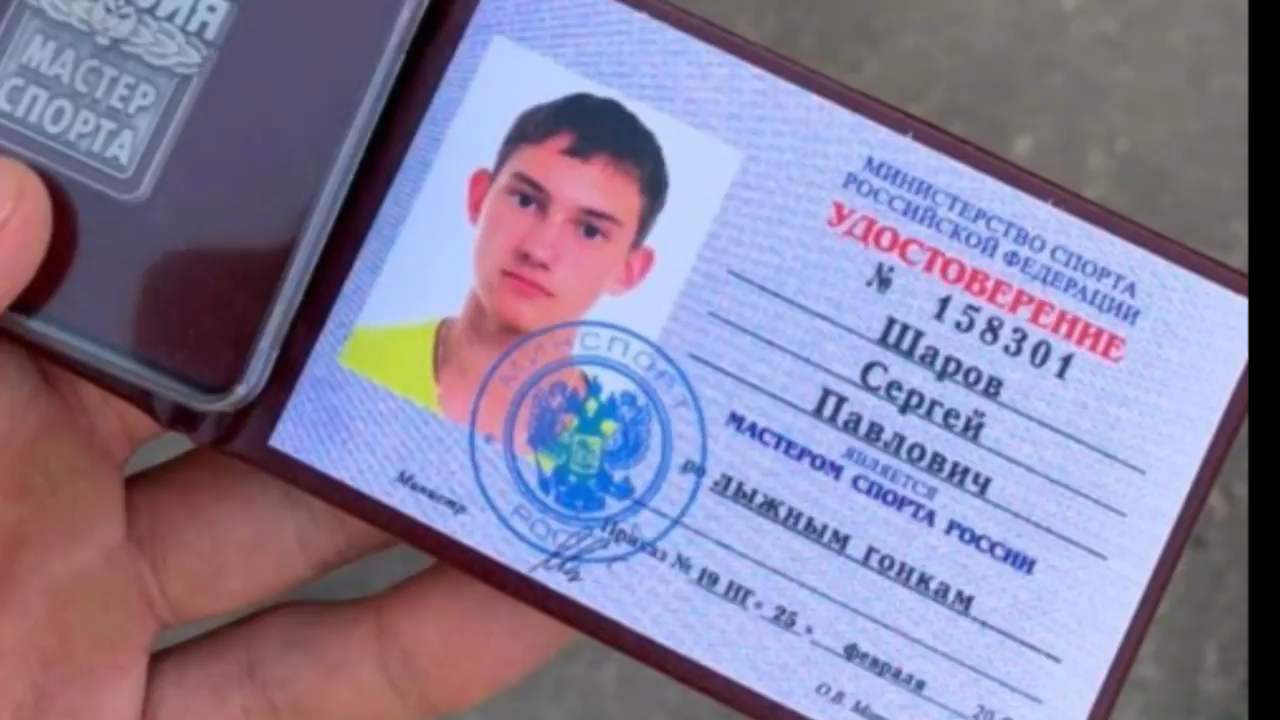 МАСТЕР
СПОРТА
МИНИСТЕРСТВО СПОРТА
РОССИЙСКОЙ ФЕДЕРАЦИИ
УДОСТОВЕРЕНИЕ
№ 158301
Шаров
Сергей
Павлович
ЯВЛЯЕТСЯ
МАСТЕРОМ СПОРТА РОССИИ
по лыжным гонкам
Приказ № 19 НГ « 25 » февраля
Министр
О.В.
МИНСПОРТ